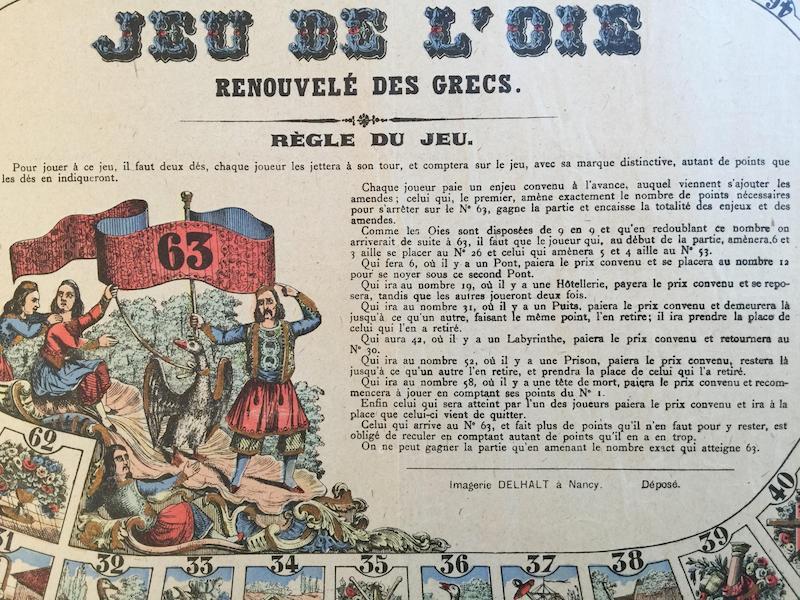 46
JEU DE L'OIE
RENOUVELÉ DES GRECS.
RÈGLE DU JEU.
Pour jouer à ce jeu, il faut deux dés, chaque joueur les jettera à son tour, et comptera sur le jeu, avec sa marque distinctive, autant de points que
les dés en indiqueront.
Chaque joueur paie un enjeu convenu à l'avance, auquel viennent s'ajouter les
amendes; celui qui, le premier, amène exactement le nombre de points nécessaires
pour s'arrêter sur le N° 63, gagne la partie et encaisse la totalité des enjeux et des
amendes.
Comme les Oies sont disposées de 9 en 9 et qu'en redoublant ce nombre on
arriverait de suite à 63, il faut que le joueur qui, au début de la partie, amènera, 6 et
3 aille se placer au N° 26 et celui qui amènera 5 et 4 aille au N° 53.
Qui fera 6, où il y a un Pont, paiera le prix convenu et se placera au nombre 12
pour se noyer sous ce second Pont.
Qui ira au nombre 19, où il y a une Hôtellerie, payera le prix convenu et se repo-
sera, tandis que les autres joueront deux fois.
Qui ira au nombre 31, où il y a un Puits, paiera le prix convenu et demeurera là
jusqu'à ce qu'un autre, faisant le même point, l'en retire; il ira prendre la place de
celui qui l'en a retiré.
Qui aura 42, où il y a un Labyrinthe, paiera le prix convenu et retournera au
N° 30.
Qui ira au nombre 52, où il y a une Prison, paiera le prix convenu, restera là
jusqu'à ce qu'un autre l'en retire, et prendra la place de celui qui l'a retiré.
Qui ira au nombre 58, où il y a une tête de mort, paiera le prix convenu et recom-
mencera à jouer en comptant ses points du N° 1.
Enfin celui qui sera atteint par l'un des joueurs paiera le prix convenu et ira à la
place que celui-ci vient de quitter.
Celui qui arrive au N° 63, et fait plus de points qu'il n'en faut pour y rester, est
obligé de reculer en comptant autant de points qu'il en a en trop.
On ne peut gagner la partie qu'en amenant le nombre exact qui atteigne 63.
Imagerie DELHALT à Nancy. Déposé.
63
62
31
32
33
34
35
36
37
38
39
40